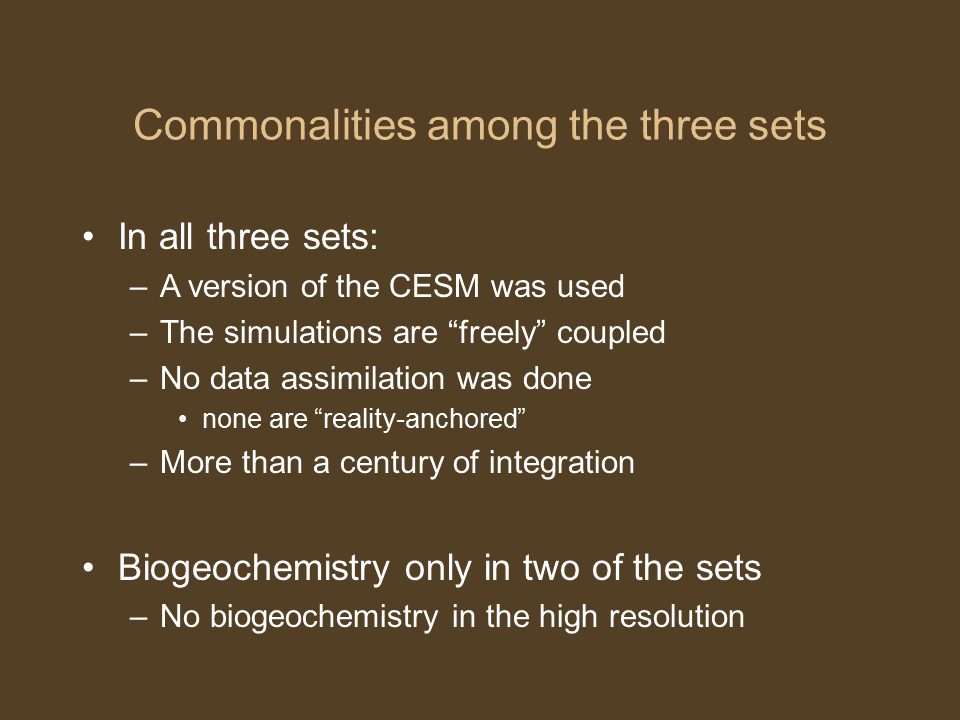 Commonalities among the three sets
• In all three sets:
– A version of the CESM was used
– The simulations are “freely” coupled
– No data assimilation was done
• none are “reality-anchored”
– More than a century of integration
• Biogeochemistry only in two of the sets
– No biogeochemistry in the high resolution